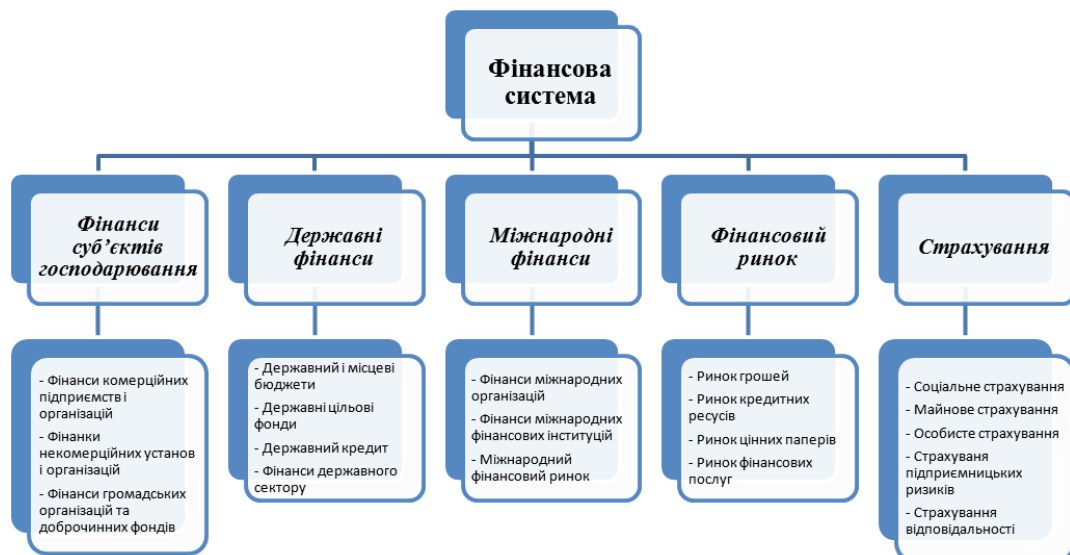 Фінансова
система
Фінанси
суб’єктів
господарювання
Державні
фінанси
Міжнародні
фінанси
Фінансовий
ринок
Страхування
- Фінанси комерційних
підприємств і
організацій
- Фінанки
некомерційних установ
і організацій
- Фінанси громадських
організацій та
доброчинних фондів
- Державний і місцеві
бюджети
- Державні цільові
фонди
- Державний кредит
- Фінанси державного
сектору
- Фінанси міжнародних
організацій
- Фінанси міжнародних
фінансових інституцій
- Міжнародний
фінансовий ринок
- Ринок грошей
- Ринок кредитних
ресусів
- Ринок цінних паперів
- Ринок фінансових
послуг
- Соціальне страхування
- Майнове страхування
- Особисте страхування
- Страхуваня
підприємницьких
ризиків
- Страхування
відповідальності